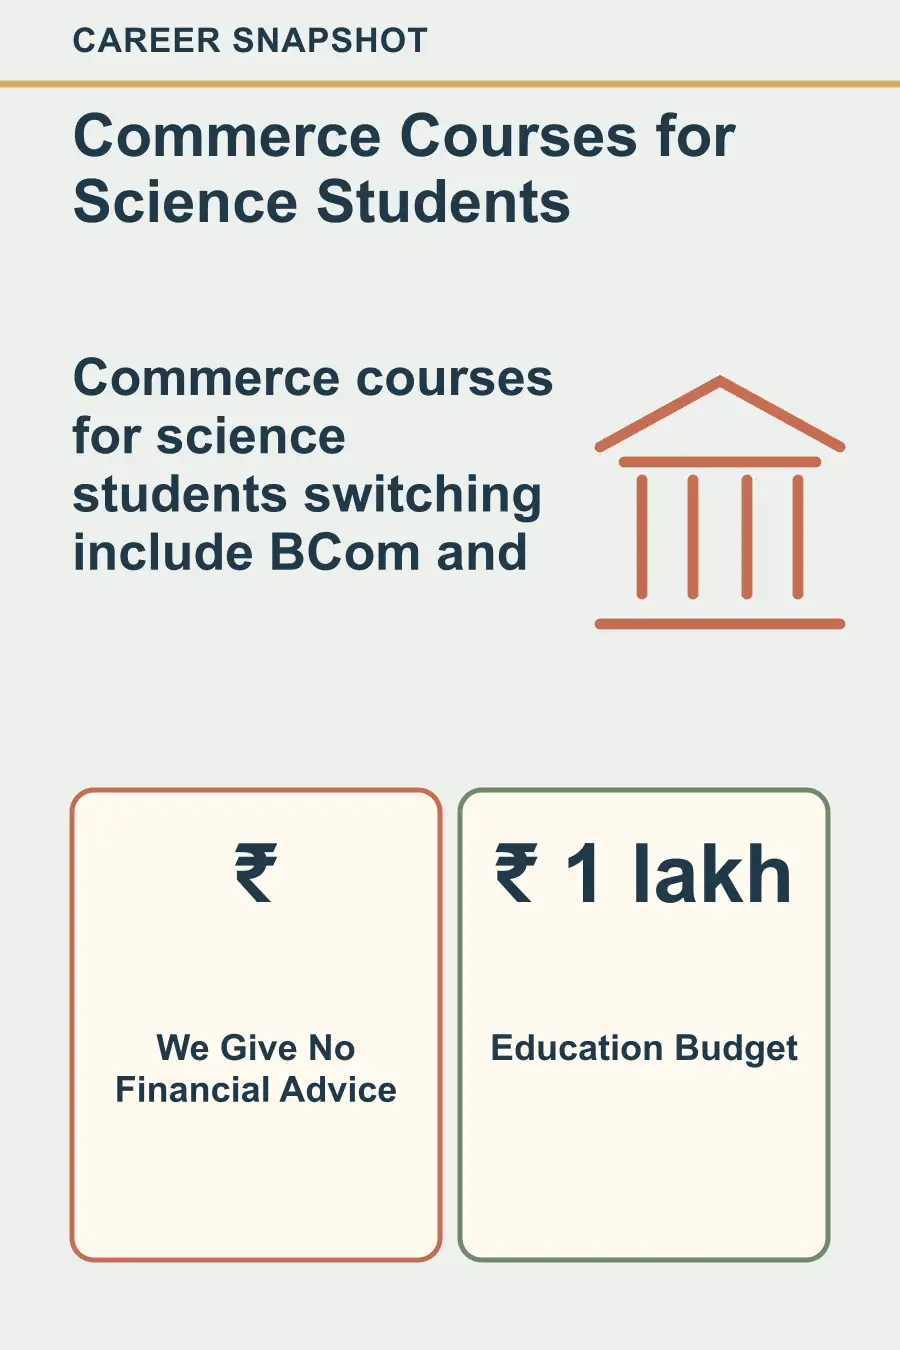 CAREER SNAPSHOT
Commerce Courses for
Science Students
Commerce courses
for science
students switching
include BCom and
₹
We Give No
Financial Advice
₹ 1 lakh
Education Budget